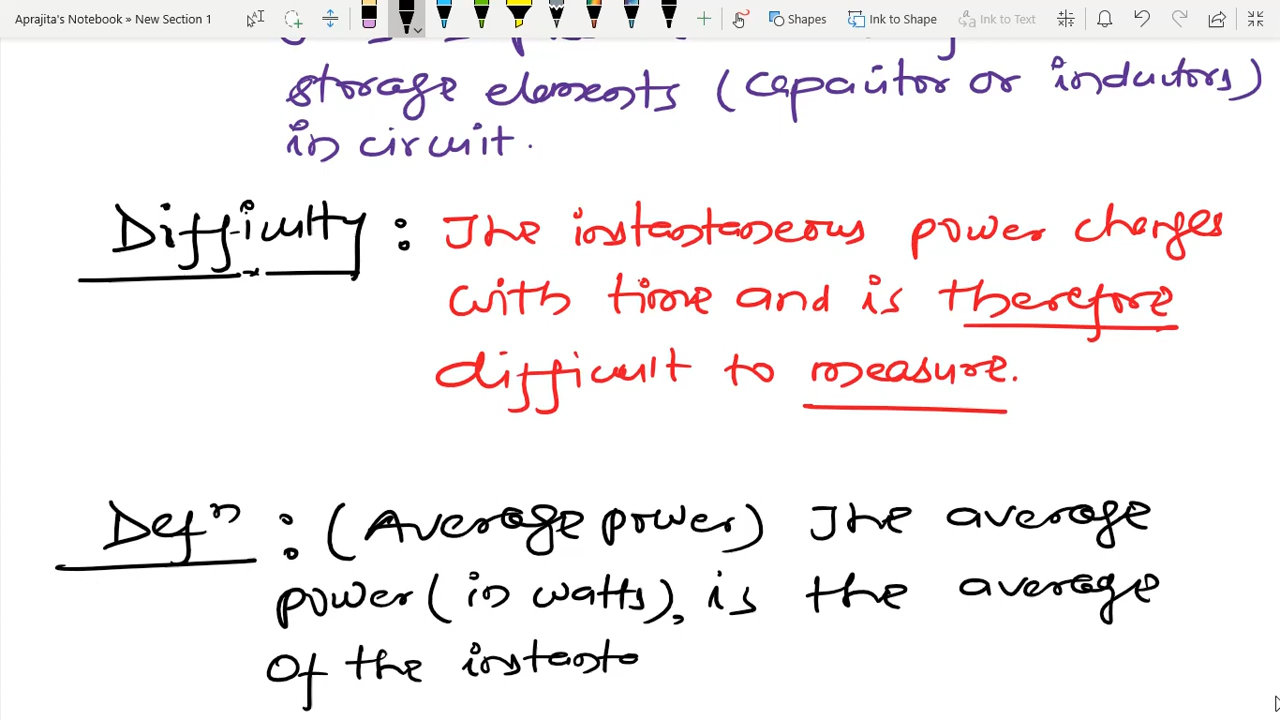 Aprajita's Notebook » New Section 1
Shapes
Ink to Shape
Ink to Text
storage elements (capacitor or inductors)
in circuit.
Difficulty : The instantaneous power changes
with time and is therefore
difficult to measure.
Defn : (Average power) The average
power (in watts), is the average
of the instanta